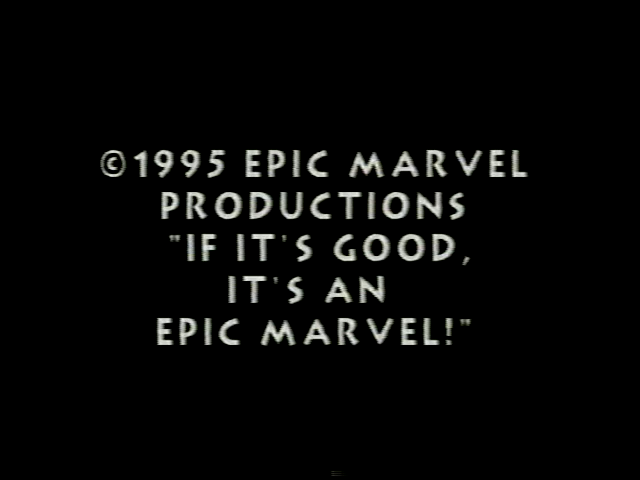 ©1995 EPIC MARVEL
PRODUCTIONS
"IF IT'S GOOD,
IT'S AN
EPIC MARVEL!"